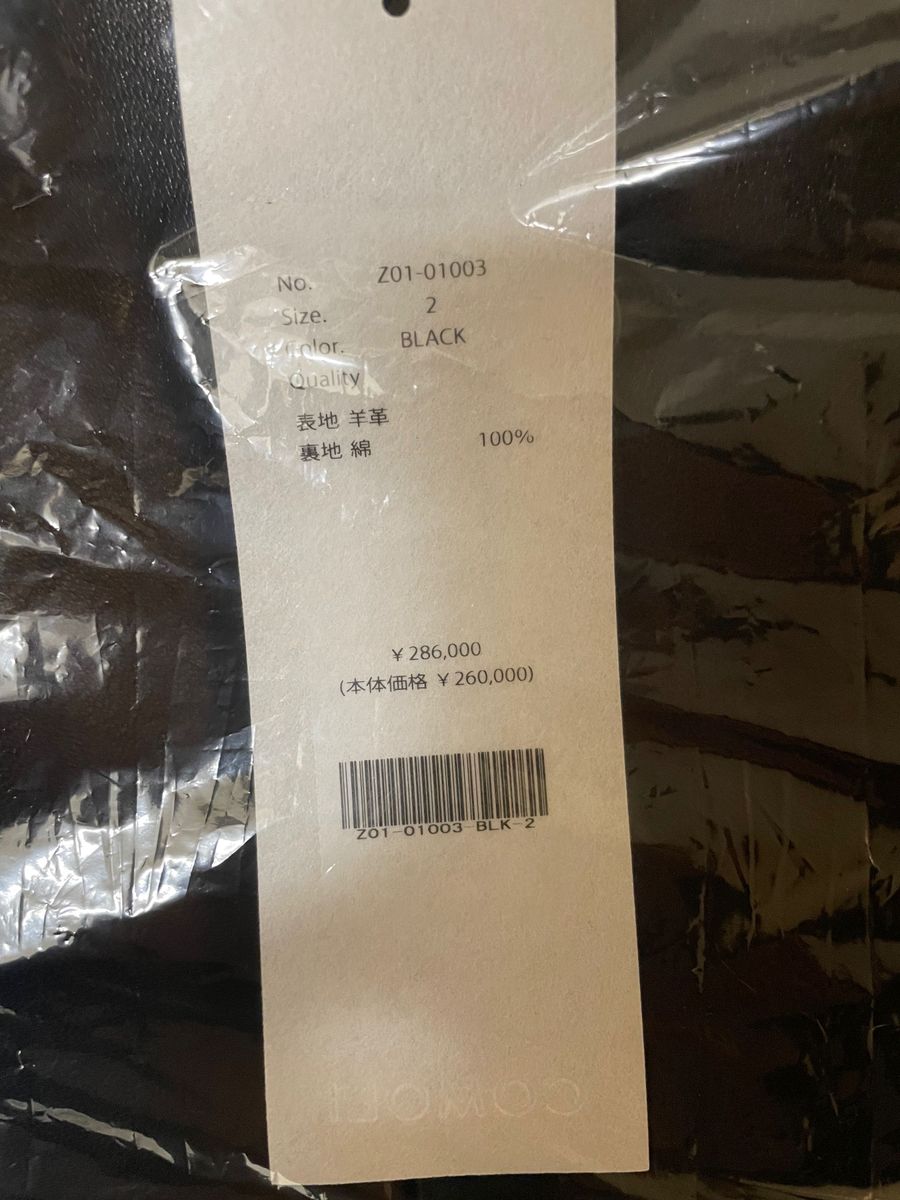 No. Z01-01003
Size. 2
Color. BLACK
Quality
表地 羊革
裏地 綿 100%
¥286,000
(本体価格 ¥260,000)
Z01-01003-BLK-2
COMOLI